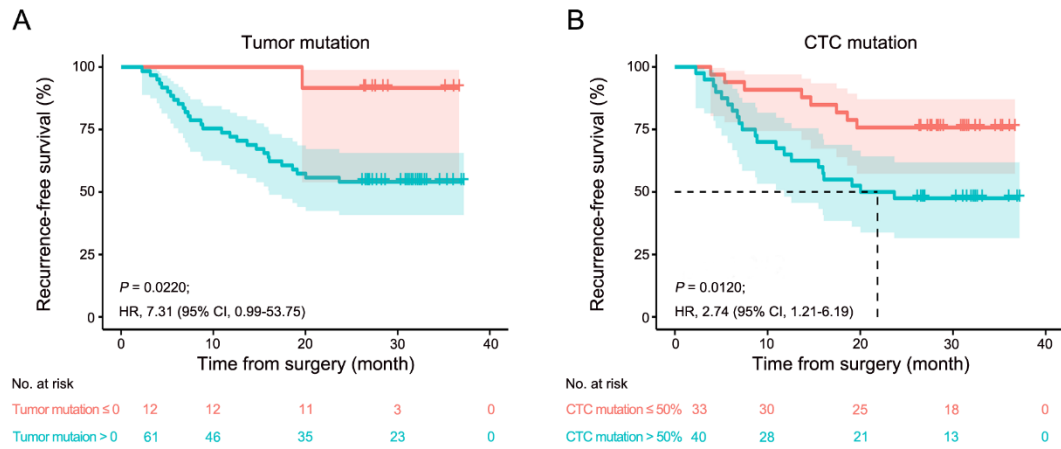 A
Tumor mutation
Recurrence-free survival (%)
100
75
50
25
0
P = 0.0220;
HR, 7.31 (95% CI, 0.99-53.75)
0 10 20 30 40
Time from surgery (month)
No. at risk
Tumor mutation ≤ 0 12 12 11 3 0
Tumor mutaion > 0 61 46 35 23 0
B
CTC mutation
Recurrence-free survival (%)
100
75
50
25
0
P = 0.0120;
HR, 2.74 (95% CI, 1.21-6.19)
0 10 20 30 40
Time from surgery (month)
No. at risk
CTC mutation ≤ 50% 33 30 25 18 0
CTC mutation > 50% 40 28 21 13 0